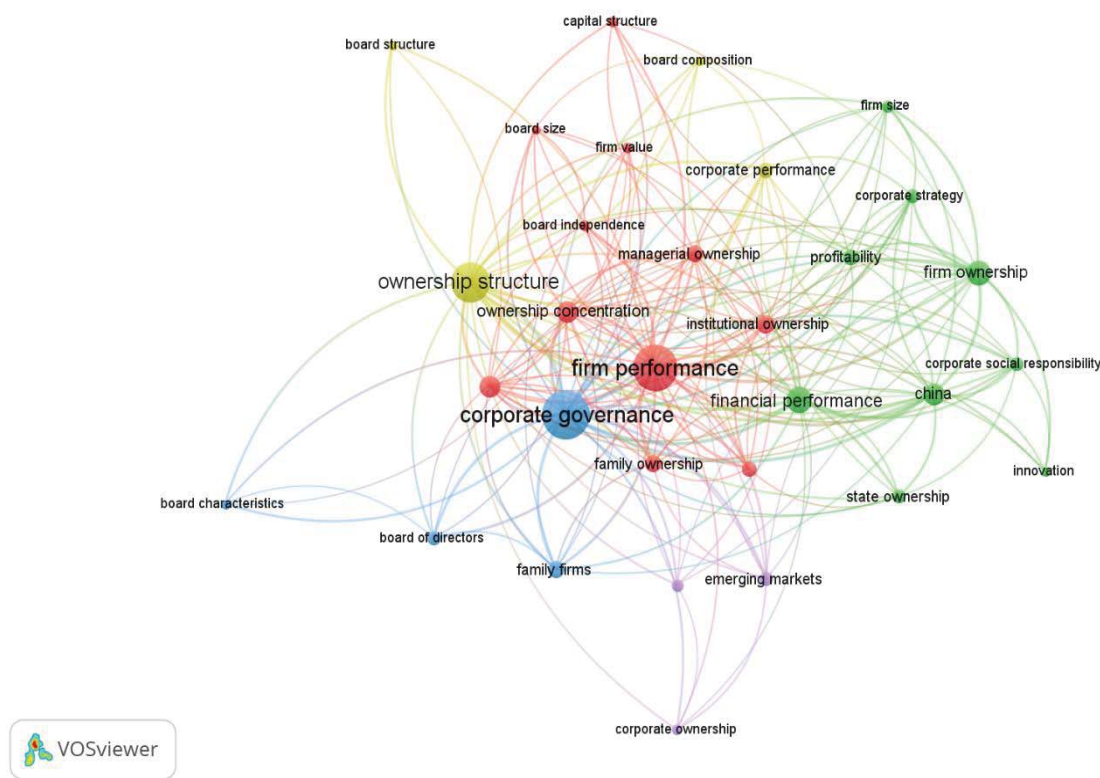 capital structure
board structure
board composition
firm size
board size
firm value
corporate performance
corporate strategy
board independence
managerial ownership
profitability
firm ownership
ownership structure
ownership concentration
institutional ownership
corporate social responsibility
firm performance
china
financial performance
corporate governance
family ownership
innovation
state ownership
board characteristics
board of directors
family firms
emerging markets
corporate ownership
VOSviewer